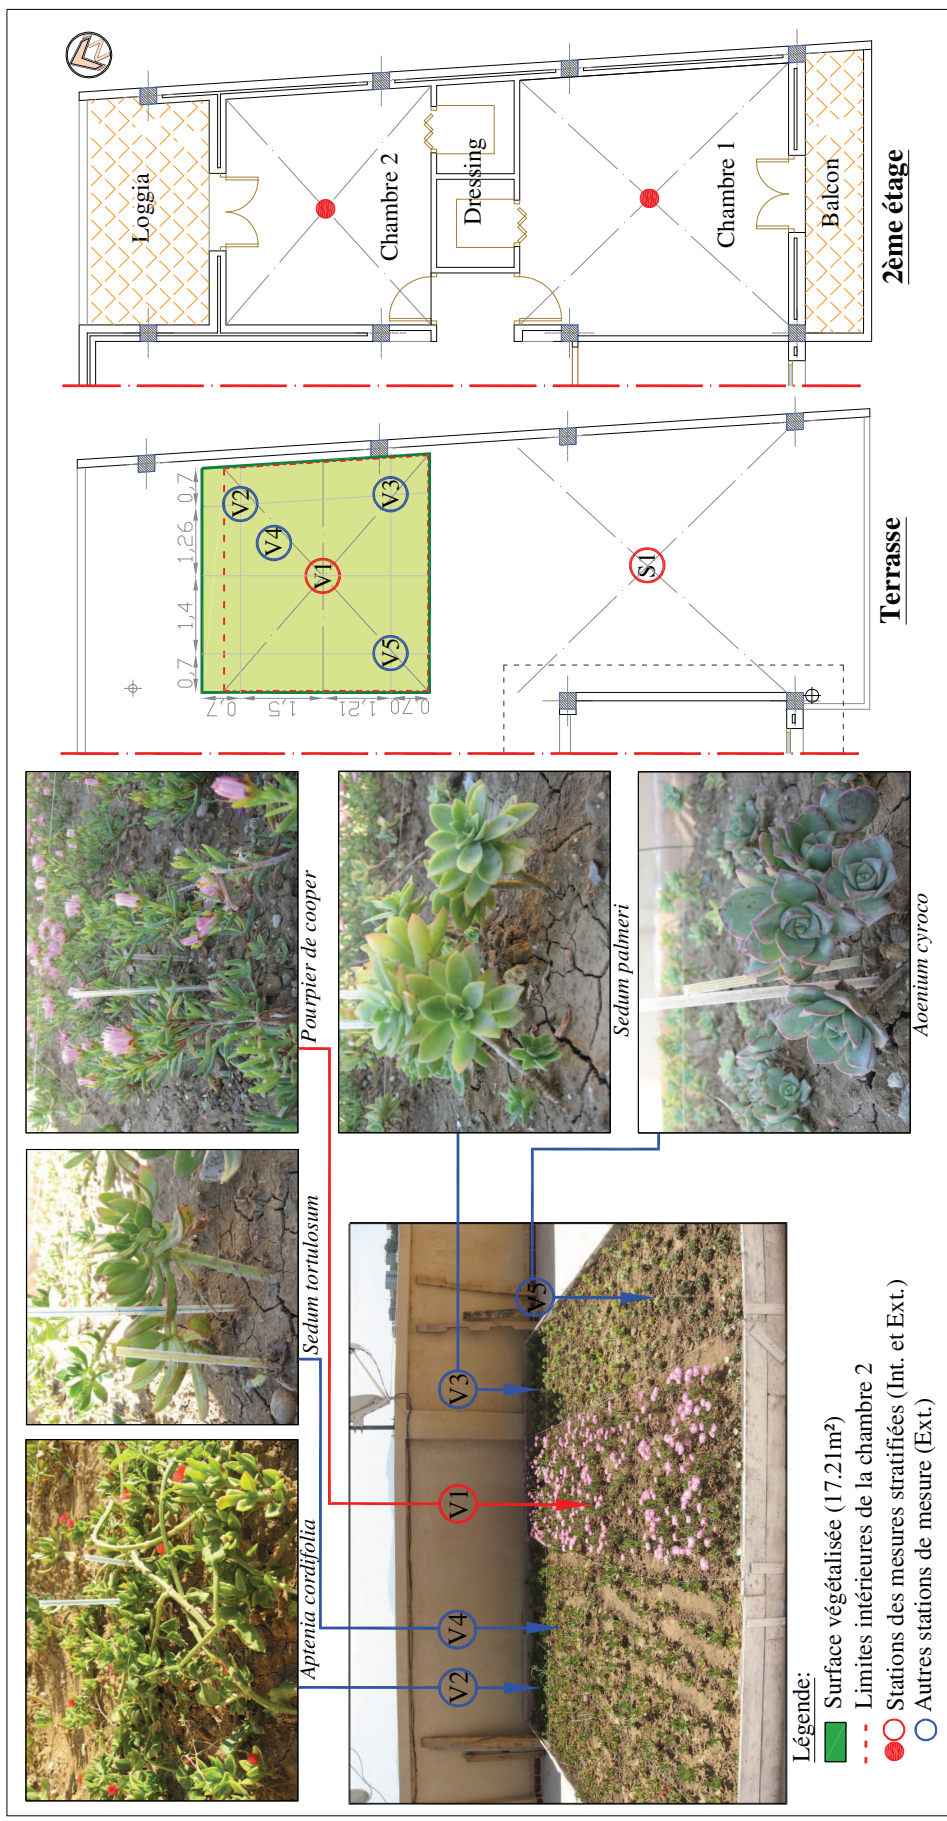 Aptenia cordifolia
Sedum tortulosum
Pourpier de cooper
Sedum palmeri
Aoenium cyroco
V2
V4
V1
V3
V5
Légende:
Surface végétalisée (17.21m²)
Limites intérieures de la chambre 2
Stations des mesures stratifiées (Int. et Ext.)
Autres stations de mesure (Ext.)
0,7
1,4
1,26
0,7
0,7
1,5
1,21
0,70
V2
V4
V1
V3
V5
S1
Terrasse
N
Loggia
Chambre 2
Dressing
Chambre 1
Balcon
2ème étage